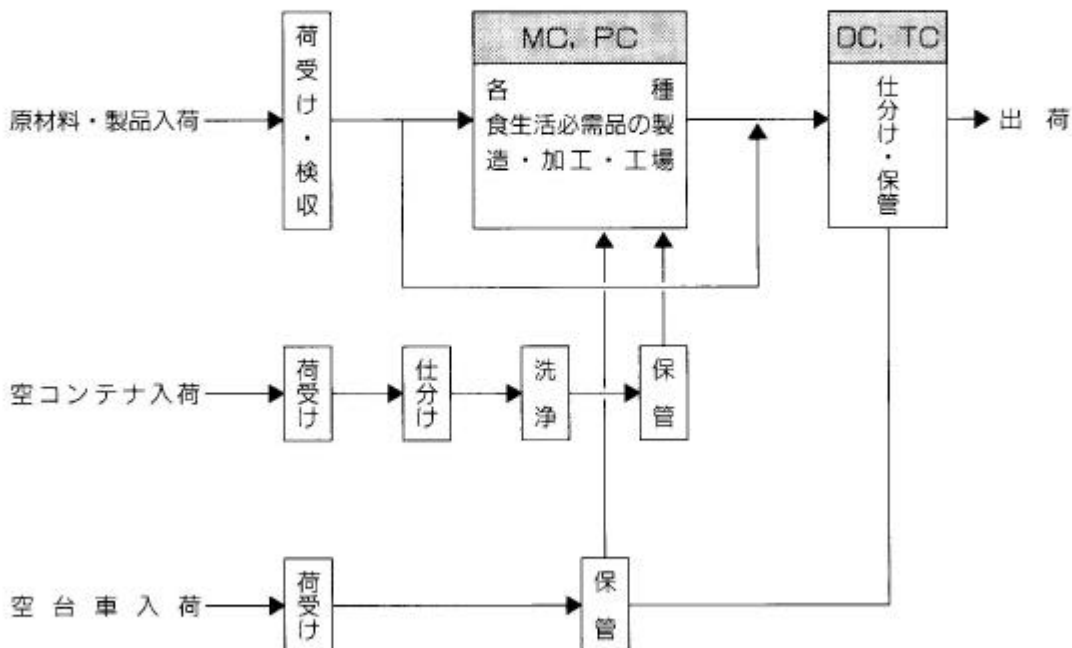 原材料・製品入荷
荷受け・検収
MC, PC
各種
食生活必需品の製
造・加工・工場
DC, TC
仕分け・保管
出荷
空コンテナ入荷
荷受け
仕分け
洗浄
保管
空台車入荷
荷受け
保管